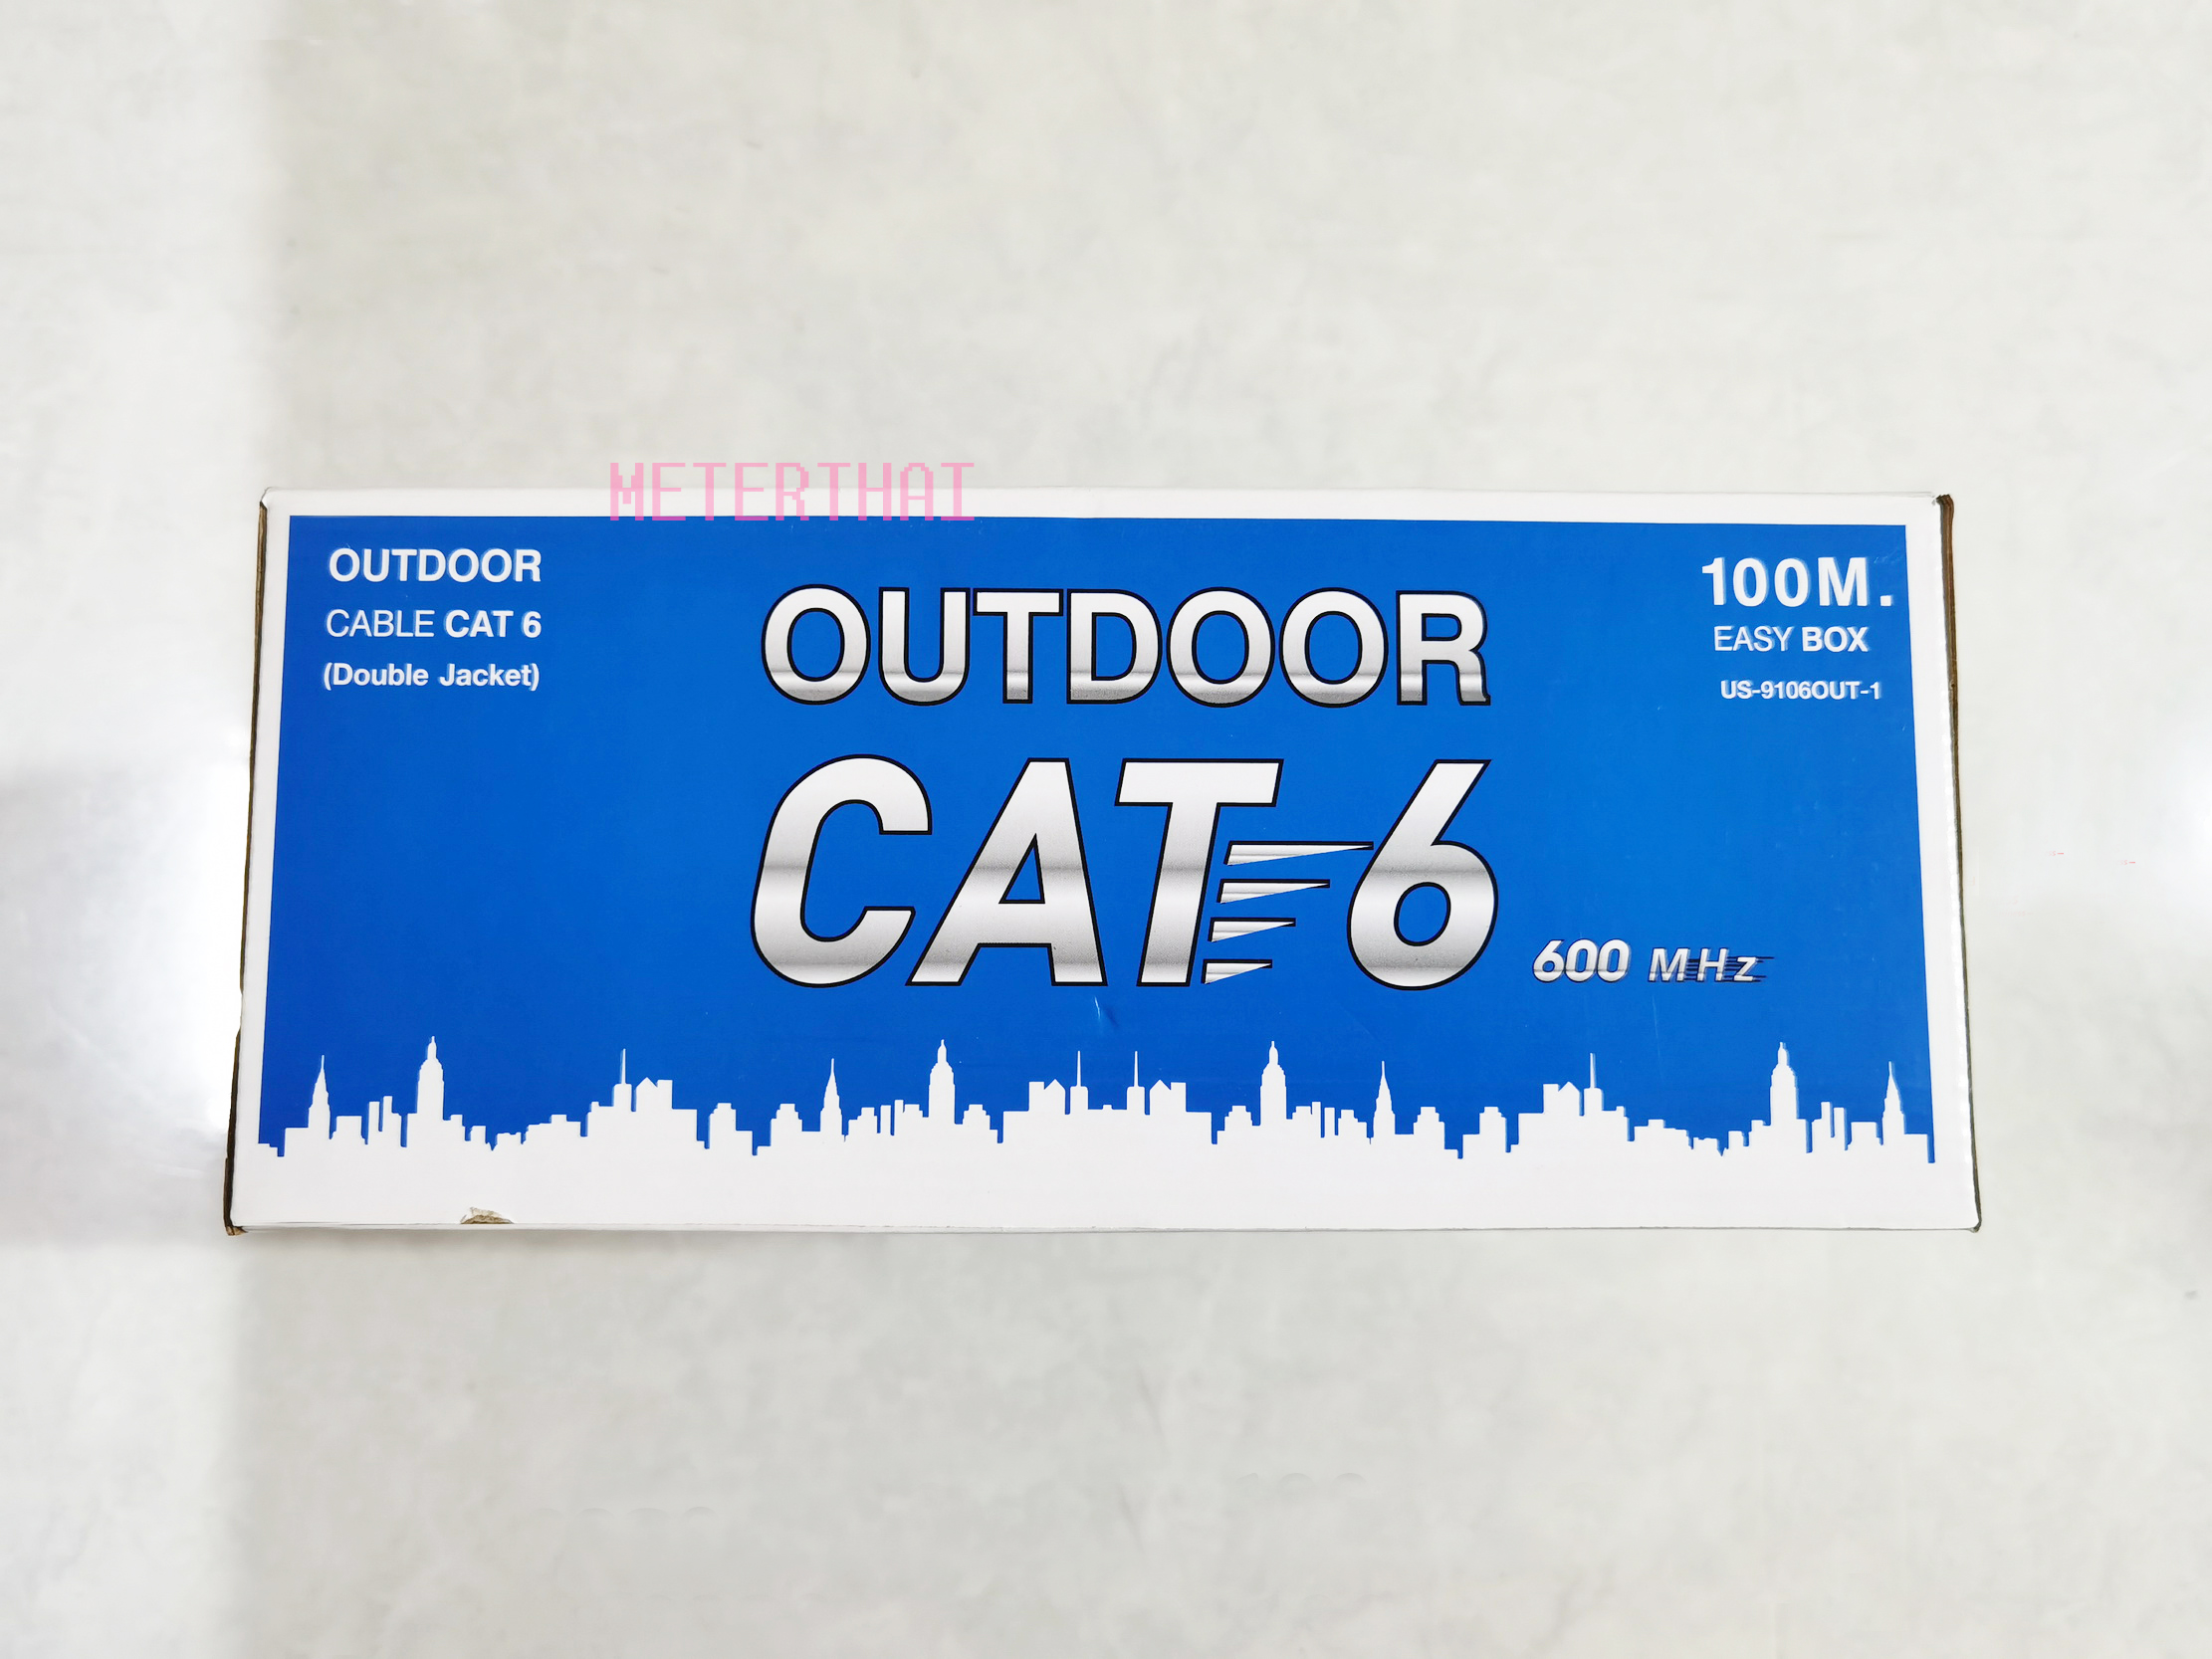 METERTHAI
OUTDOOR
CABLE CAT 6
(Double Jacket)
OUTDOOR
CAT 6
600 MHz
100M.
EASY BOX
US-9106OUT-1